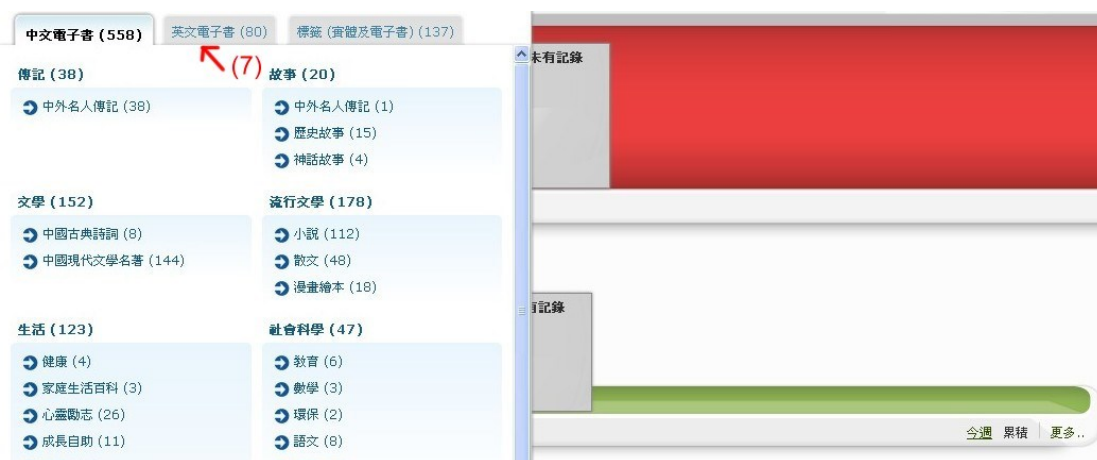 中文電子書 (558)
英文電子書 (80)
標籤 (實體及電子書) (137)
(7)
傳記 (38)
中外名人傳記 (38)
故事 (20)
中外名人傳記 (1)
歷史故事 (15)
神話故事 (4)
文學 (152)
中國古典詩詞 (8)
中國現代文學名著 (144)
流行文學 (178)
小說 (112)
散文 (48)
漫畫繪本 (18)
生活 (123)
健康 (4)
家庭生活百科 (3)
心靈勵志 (26)
成長自助 (11)
社會科學 (47)
教育 (6)
數學 (3)
環保 (2)
語文 (8)
未有記錄
有記錄
今週 累積 更多..